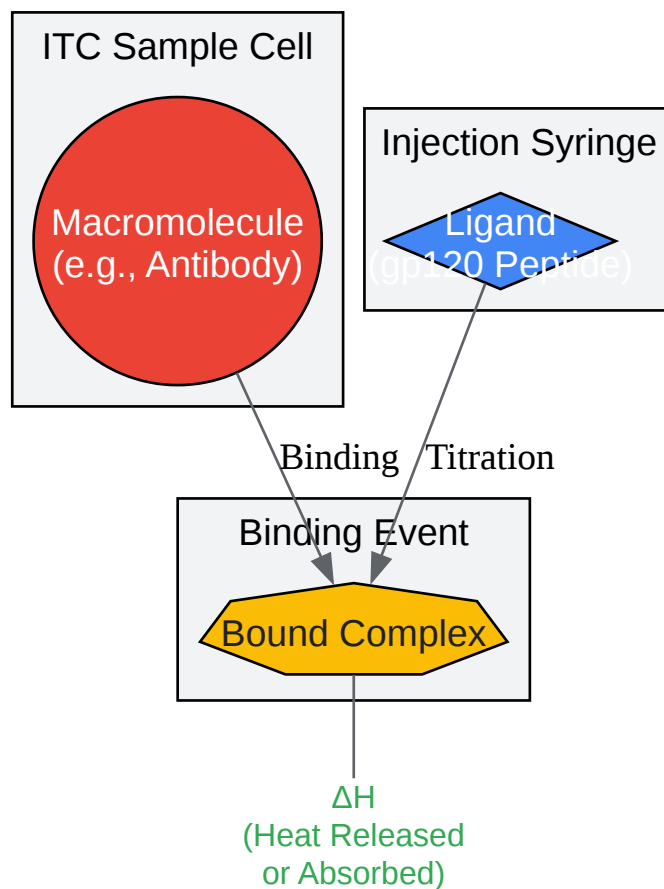 ITC Sample Cell
Macromolecule
(e.g., Antibody)
Injection Syringe
Ligand
(gp120 Peptide)
Binding
Titration
Binding Event
Bound Complex
ΔH
(Heat Released
or Absorbed)